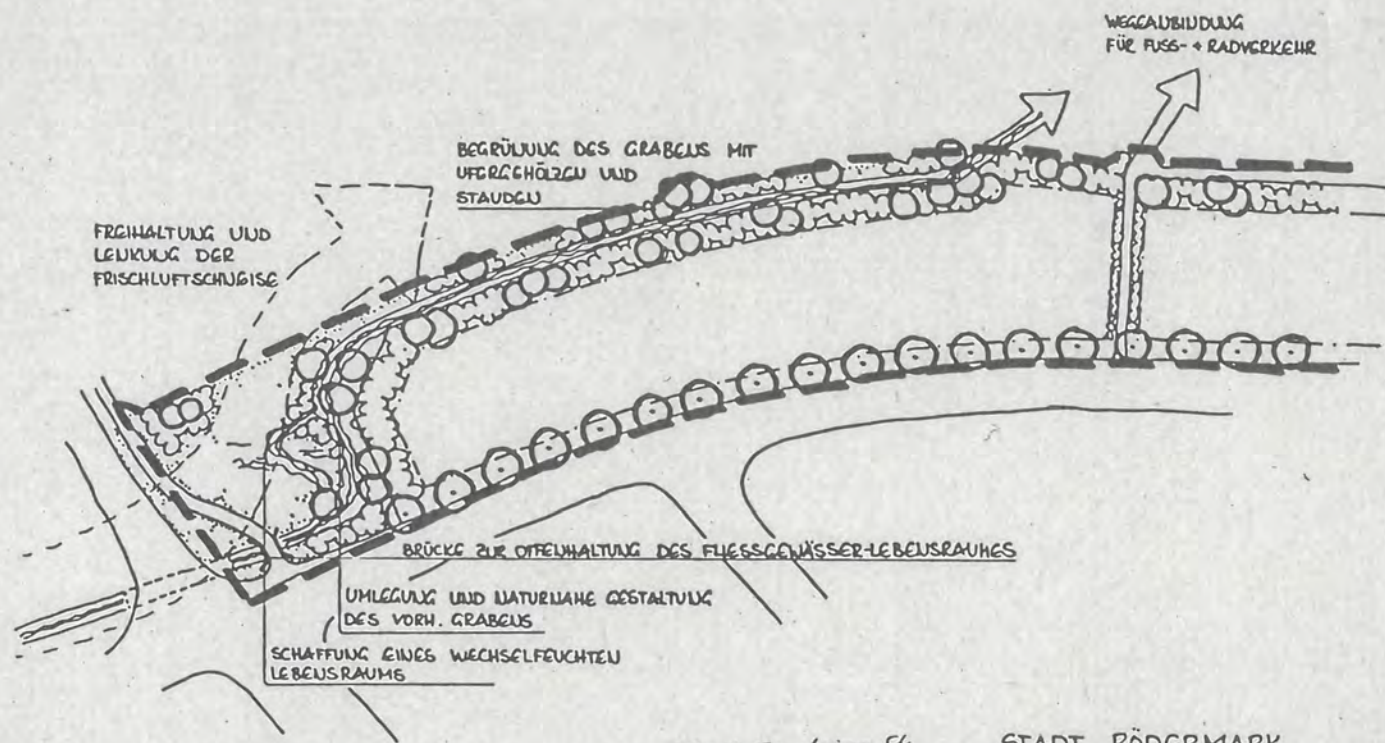 WEGEANBINDUNG
FÜR FUSS- + RADVERKEHR
BEGRÜNUNG DES GRABENS MIT
UFERGEHÖLZEN UND
STAUDEN
FREIHALTUNG UND
LENKUNG DER
FRISCHLUFTSCHNEISE
BRÜCKE ZUR OFFENHALTUNG DES FLIESSGEWÄSSER-LEBENSRAUMES
UMLEGUNG UND NATURNAHE GESTALTUNG
DES VORH. GRABENS
SCHAFFUNG EINES WECHSELFEUCHTEN
LEBENSRAUMS
STADT RÖDERMARK